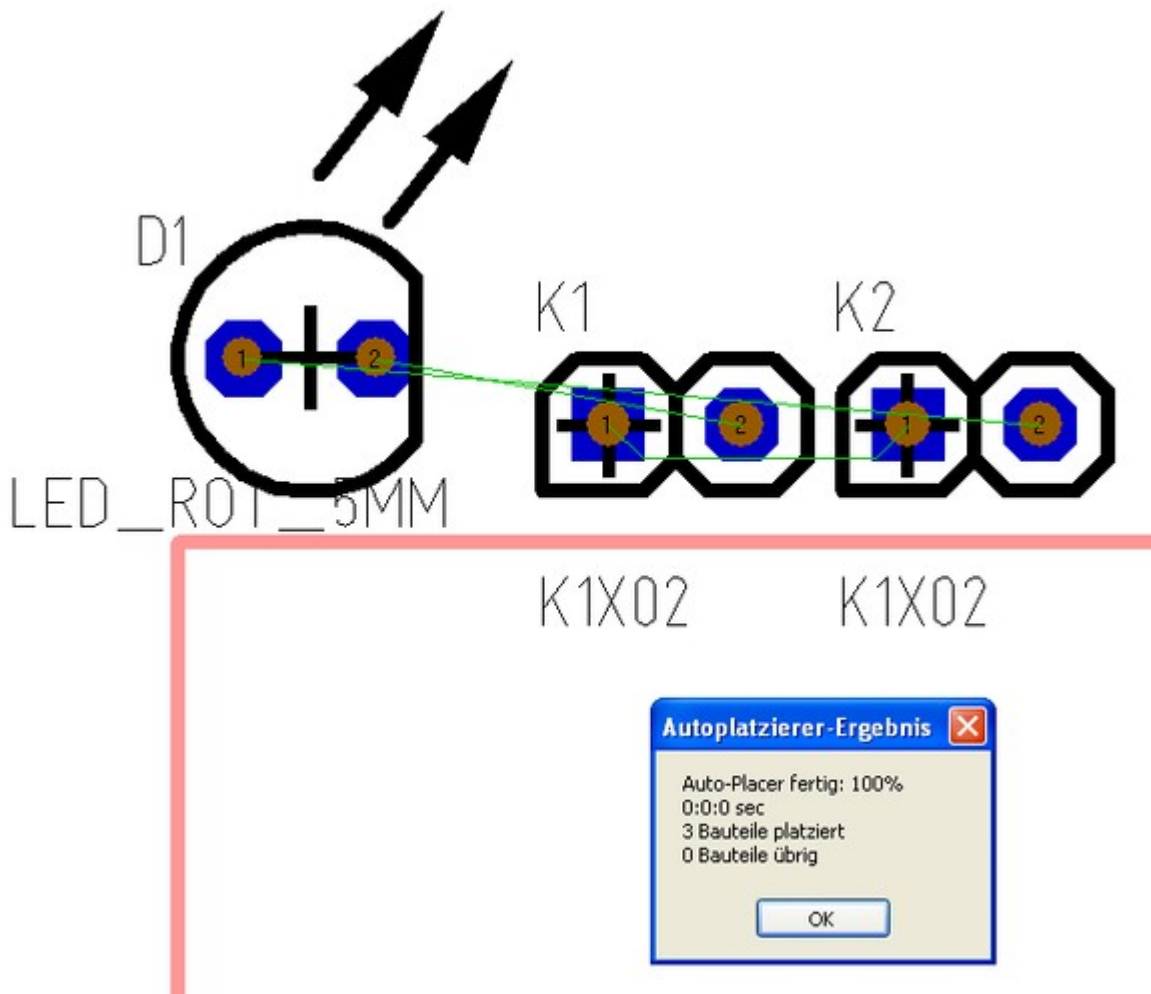 D1
K1
K2
1
2
1
2
1
2
LED_ROT_5MM
K1X02
K1X02
Autoplatzierer-Ergebnis
Auto-Placer fertig: 100%
0:0:0 sec
3 Bauteile platziert
0 Bauteile übrig
OK